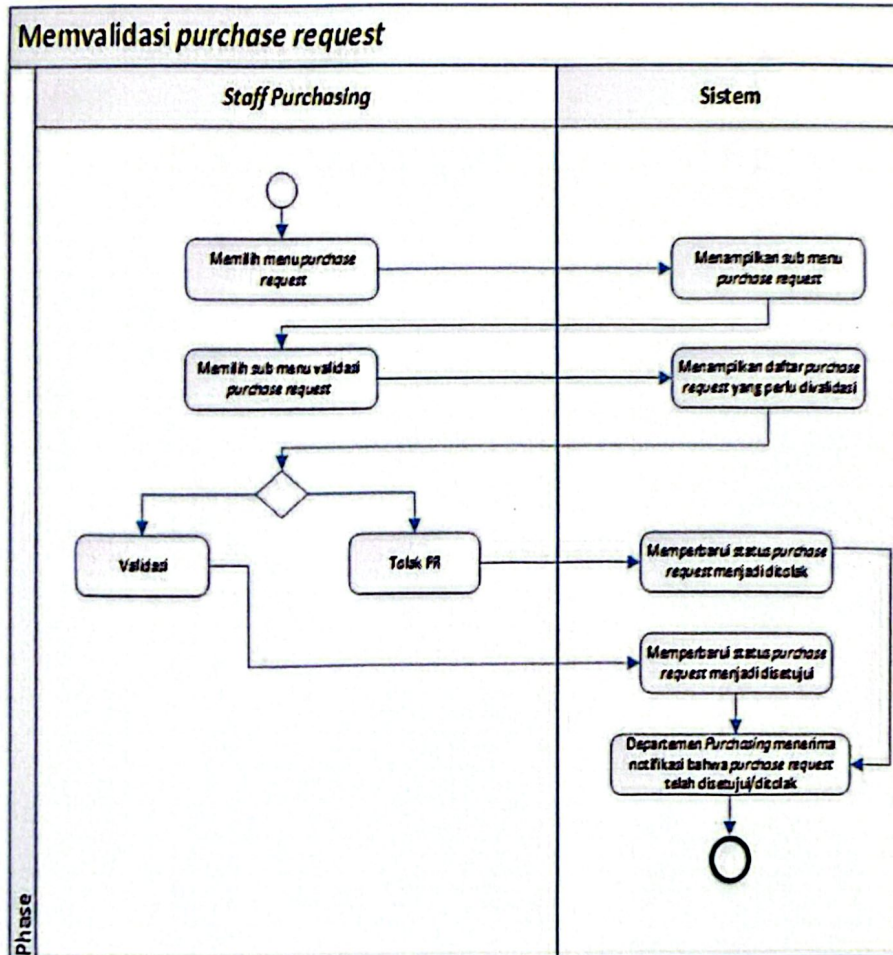 Memvalidasi purchase request
Staff Purchasing
Sistem
Memilih menu purchase
request
Menampilkan sub menu
purchase request
Memilih sub menu validasi
purchase request
Menampilkan daftar purchase
request yang perlu divalidasi
Validasi
Tolak PR
Memperbarui status purchase
request menjadi ditolak
Memperbarui status purchase
request menjadi disetujui
Departemen Purchasing menerima
notifikasi bahwa purchase request
telah disetujui/ditolak
Phase